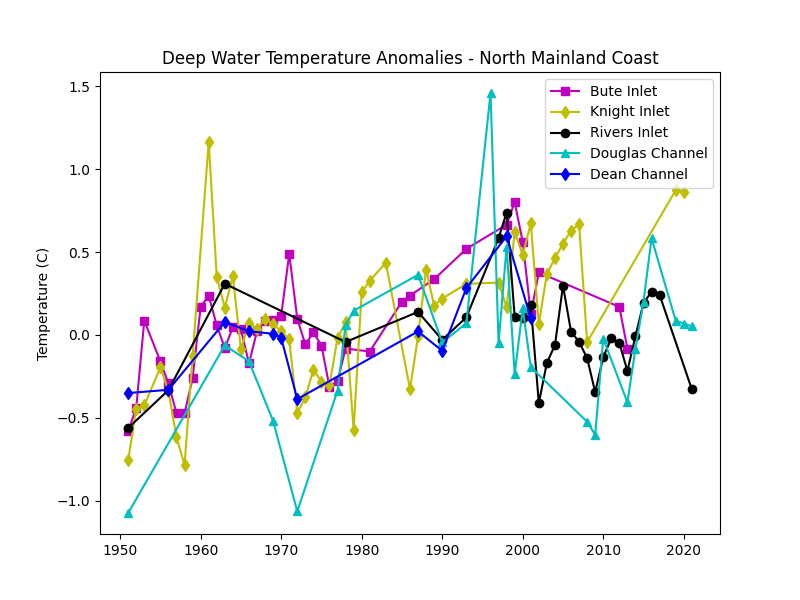 Deep Water Temperature Anomalies - North Mainland Coast
Bute Inlet
Knight Inlet
Rivers Inlet
Douglas Channel
Dean Channel
Temperature (C)
1.5
1.0
0.5
0.0
−0.5
−1.0
1950 1960 1970 1980 1990 2000 2010 2020